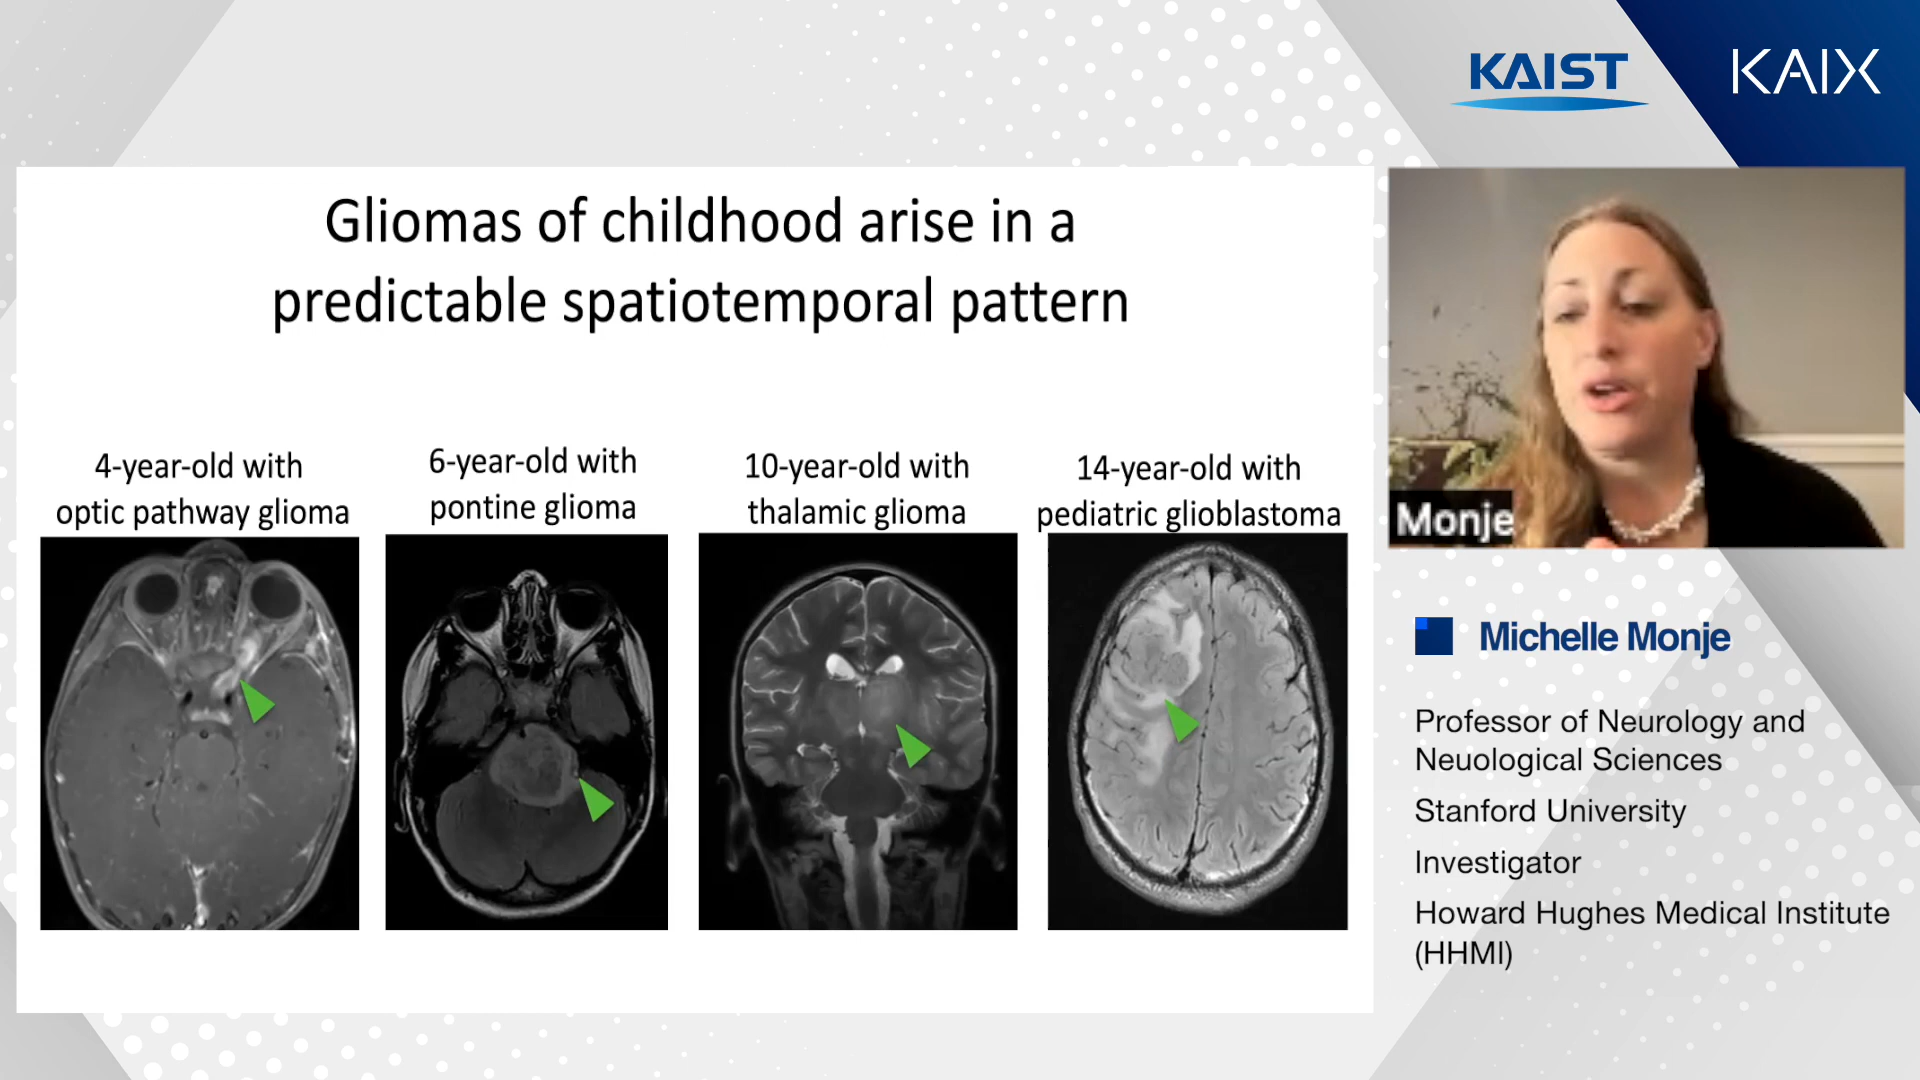 KAIST
KAIX
Gliomas of childhood arise in a
predictable spatiotemporal pattern
4-year-old with
optic pathway glioma
6-year-old with
pontine glioma
10-year-old with
thalamic glioma
14-year-old with
pediatric glioblastoma
Monje
Michelle Monje
Professor of Neurology and
Neuological Sciences
Stanford University
Investigator
Howard Hughes Medical Institute
(HHMI)